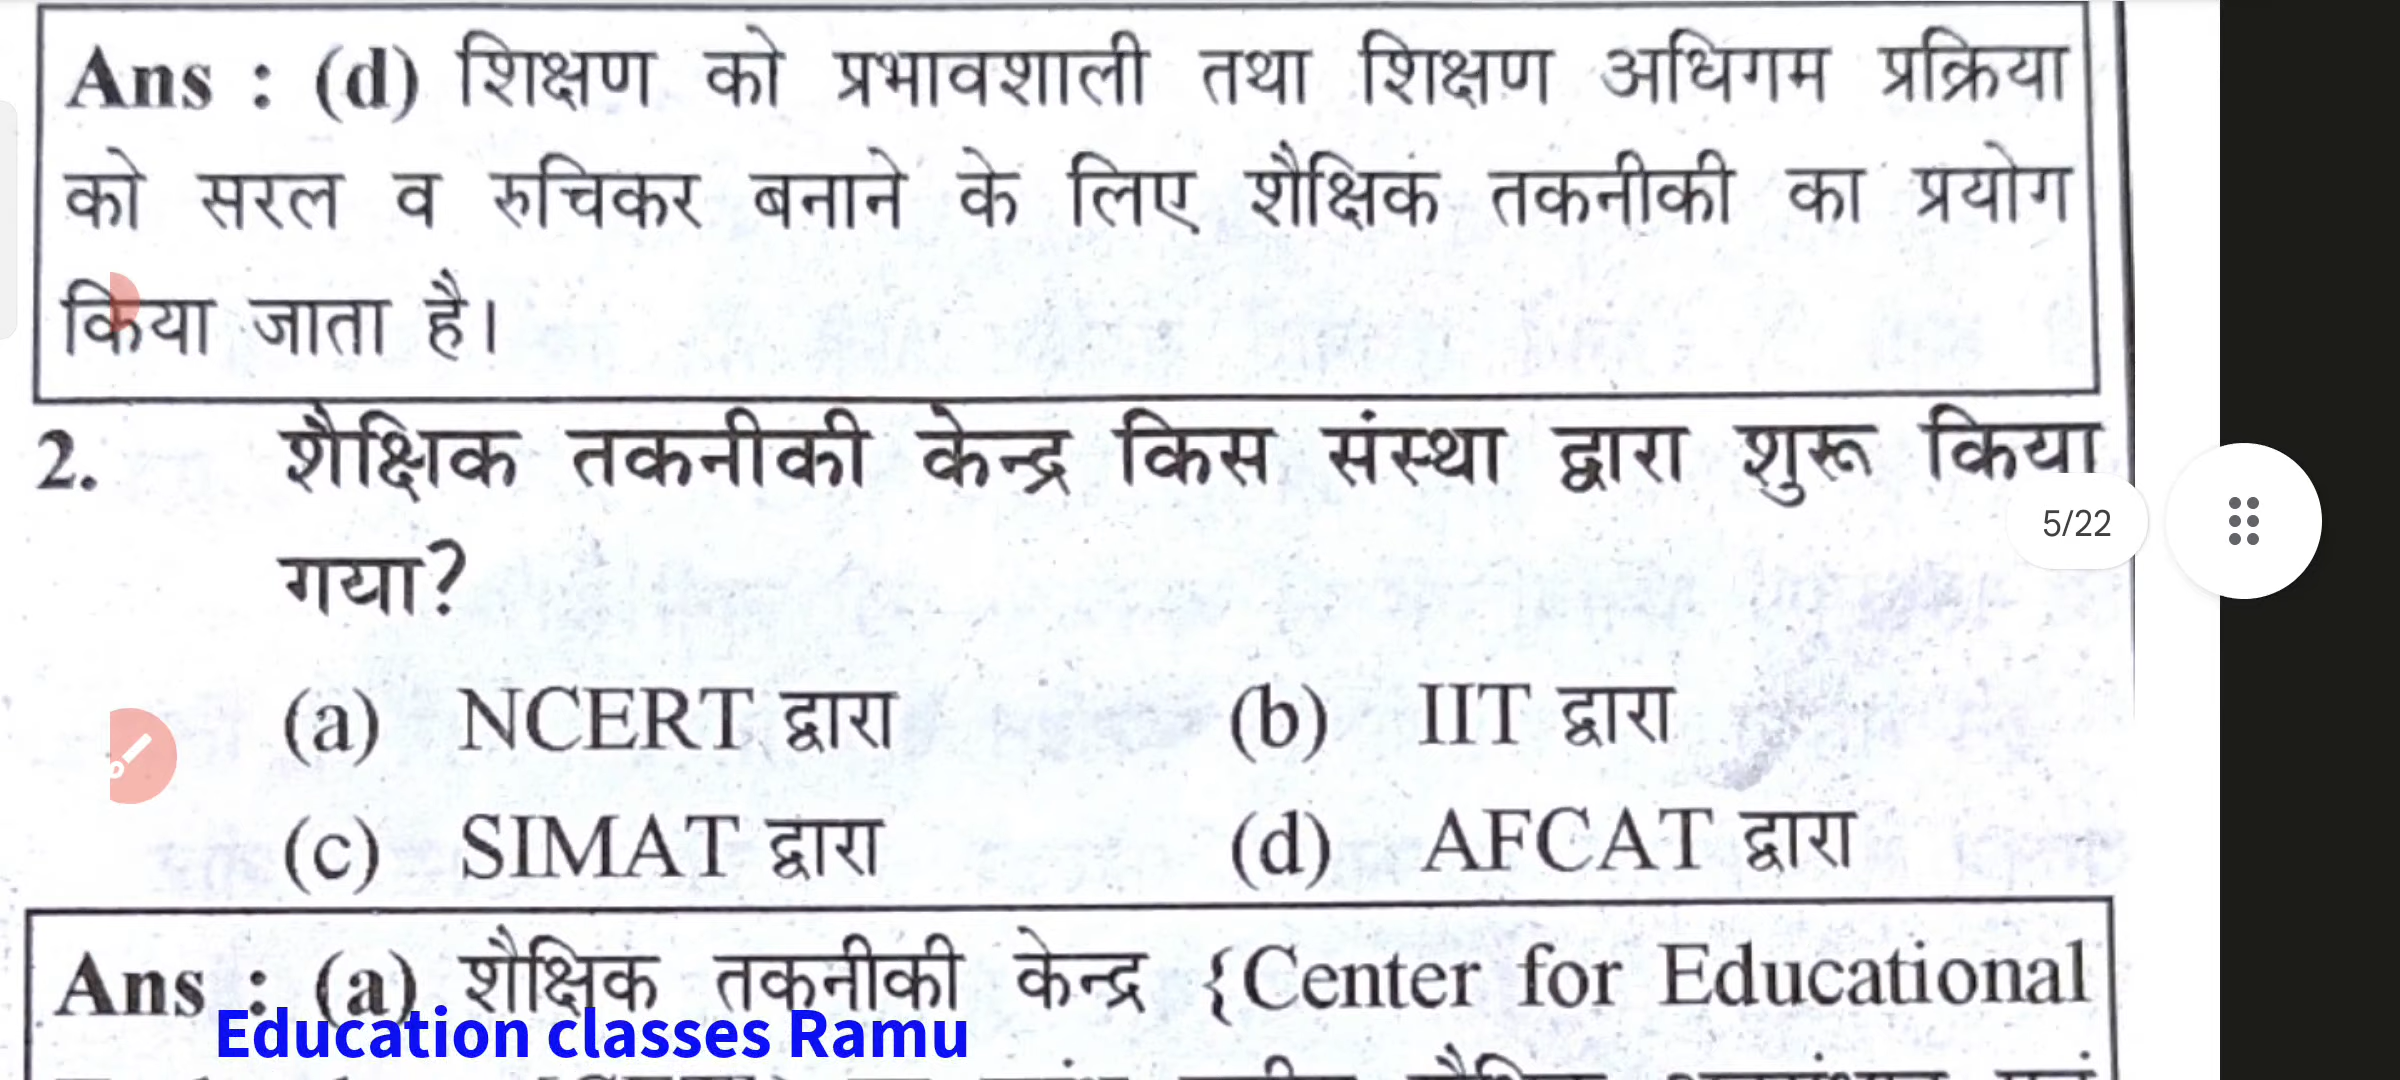 Ans : (d) शिक्षण को प्रभावशाली तथा शिक्षण अधिगम प्रक्रिया
को सरल व रुचिकर बनाने के लिए शैक्षिक तकनीकी का प्रयोग
किया जाता है।
2. शैक्षिक तकनीकी केन्द्र किस संस्था द्वारा शुरू किया
गया?
5/22
(a) NCERT द्वारा (b) IIT द्वारा
(c) SIMAT द्वारा (d) AFCAT द्वारा
Ans : (a) शैक्षिक तकनीकी केन्द्र {Center for Educational
Education classes Ramu